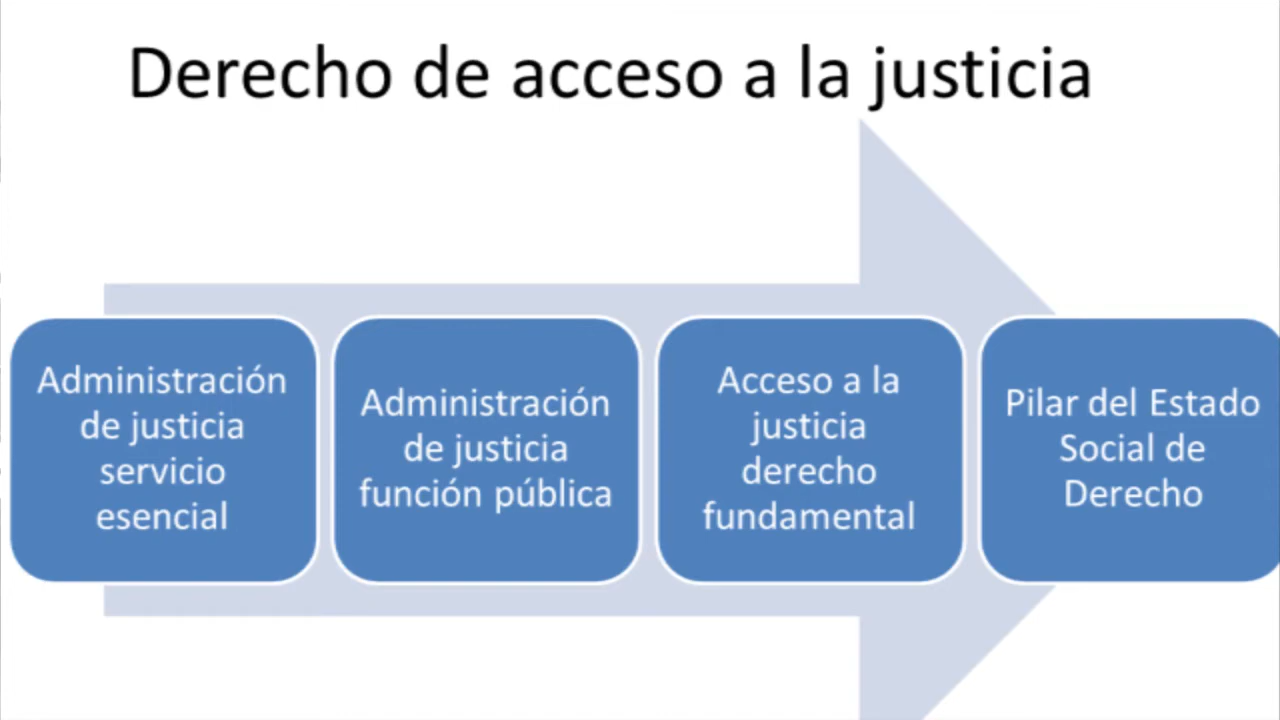 Derecho de acceso a la justicia
Administración
de justicia
servicio
esencial
Administración
de justicia
función pública
Acceso a la
justicia
derecho
fundamental
Pilar del Estado
Social de
Derecho